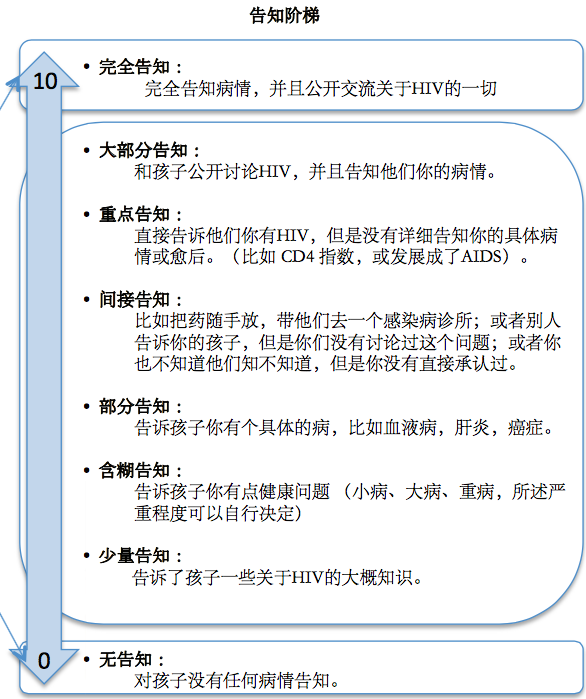 告知阶梯
10
• 完全告知：
完全告知病情，并且公开交流关于HIV的一切
• 大部分告知：
和孩子公开讨论HIV，并且告知他们你的病情。
• 重点告知：
直接告诉他们你有HIV，但是没有详细告知你的具体病
情或愈后。（比如 CD4 指数，或发展成了AIDS）。
• 间接告知：
比如把药随手放，带他们去一个感染病诊所；或者别人
告诉你的孩子，但是你们没有讨论过这个问题；或者你
也不知道他们知不知道，但是你没有直接承认过。
• 部分告知：
告诉孩子你有个具体的病，比如血液病，肝炎，癌症。
• 含糊告知：
告诉孩子你有点健康问题 （小病、大病、重病，所述严
重程度可以自行决定）
• 少量告知：
告诉了孩子一些关于HIV的大概知识。
0
• 无告知：
对孩子没有任何病情告知。